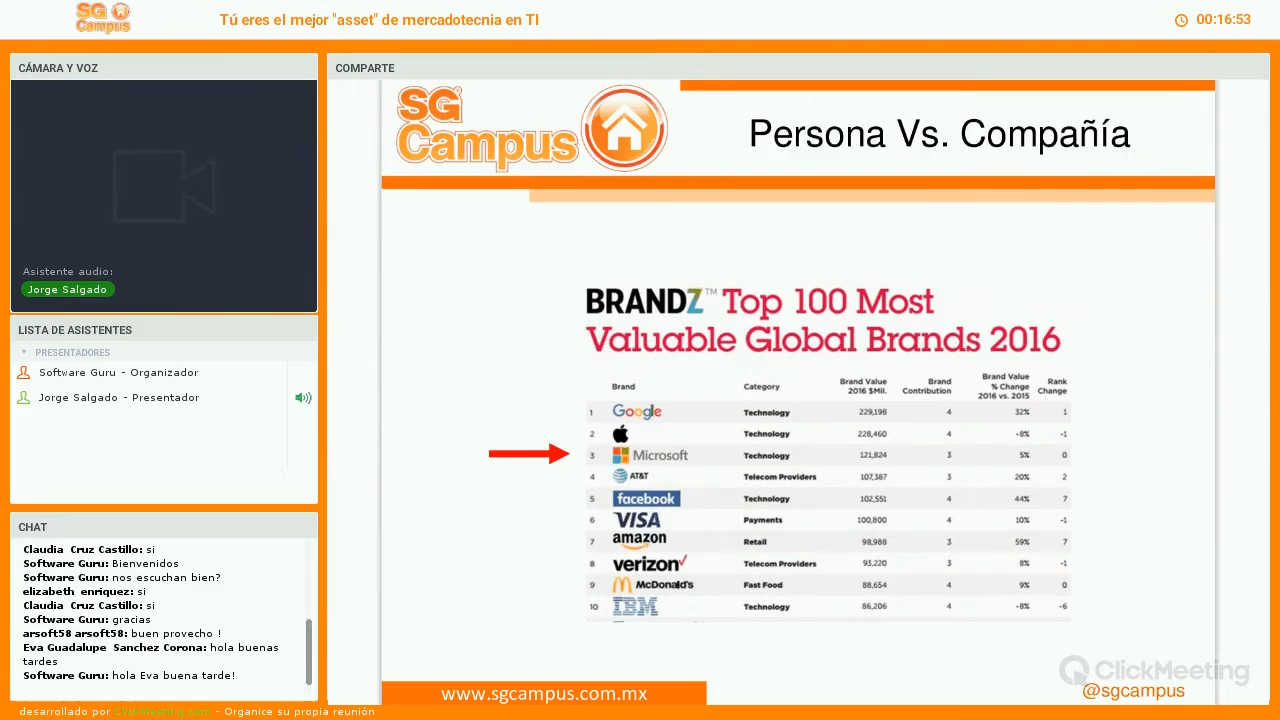 SG Campus
Tú eres el mejor "asset" de mercadotecnia en TI
00:16:53
CÁMARA Y VOZ
Asistente audio:
Jorge Salgado
LISTA DE ASISTENTES
PRESENTADORES
Software Guru - Organizador
Jorge Salgado - Presentador
CHAT
Claudia Cruz Castillo: si
Software Guru: Bienvenidos
Software Guru: nos escuchan bien?
elizabeth enriquez: si
Claudia Cruz Castillo: si
Software Guru: gracias
arsoft58 arsoft58: buen provecho !
Eva Guadalupe Sanchez Corona: hola buenas
tardes
Software Guru: hola Eva buena tarde!
desarrollado por ClickMeeting.com - Organice su propia reunión
COMPARTE
SG
Campus
Persona Vs. Compañía
BRANDZ™ Top 100 Most
Valuable Global Brands 2016
Brand Category Brand Value 2016 $Mil. Brand Contribution Brand Value % Change 2016 vs. 2015 Rank Change
1 Google Technology 229,198 4 32% 1
2 Technology 228,460 4 -8% -1
3 Microsoft Technology 121,824 3 5% 0
4 AT&T Telecom Providers 107,387 3 20% 2
5 facebook Technology 102,551 4 44% 7
6 VISA Payments 100,800 4 10% -1
7 amazon Retail 98,988 3 59% 7
8 verizon Telecom Providers 93,220 3 8% -1
9 McDonald's Fast Food 88,654 4 9% 0
10 IBM Technology 86,206 4 -8% -6
www.sgcampus.com.mx
ClickMeeting
@sgcampus